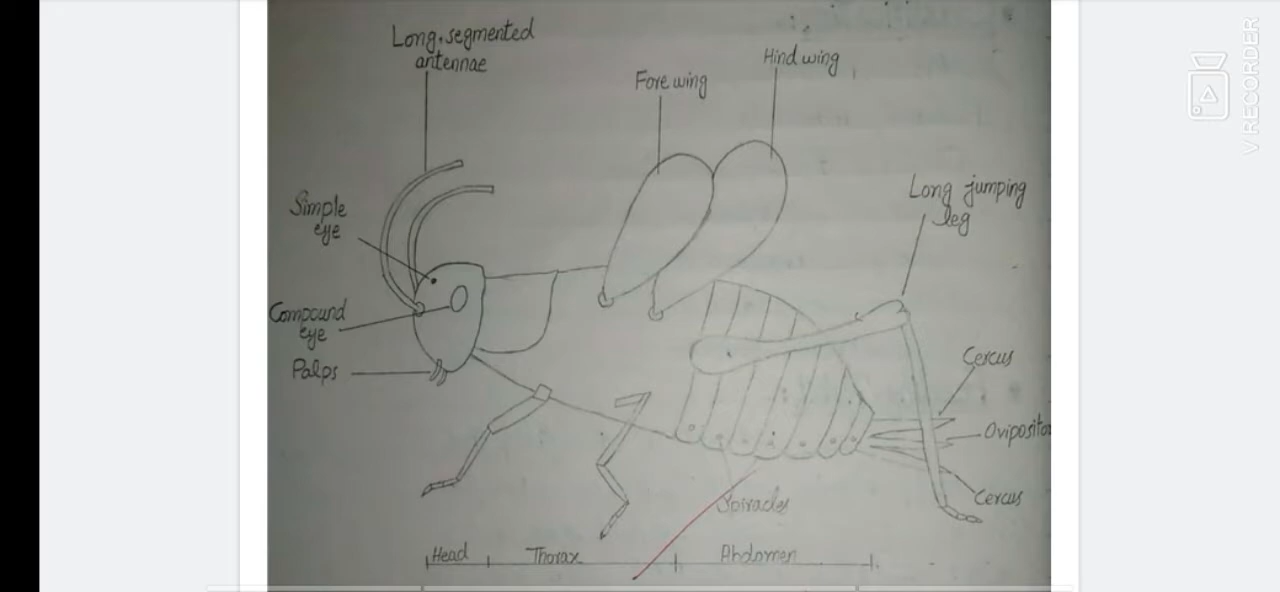 Long, segmented
antennae
Fore wing
Hind wing
Long jumping
leg
Simple
eye
Compound
eye
Palps
Cercus
Ovipositor
Cercus
Spiracles
Head
Thorax
Abdomen
V RECORDER